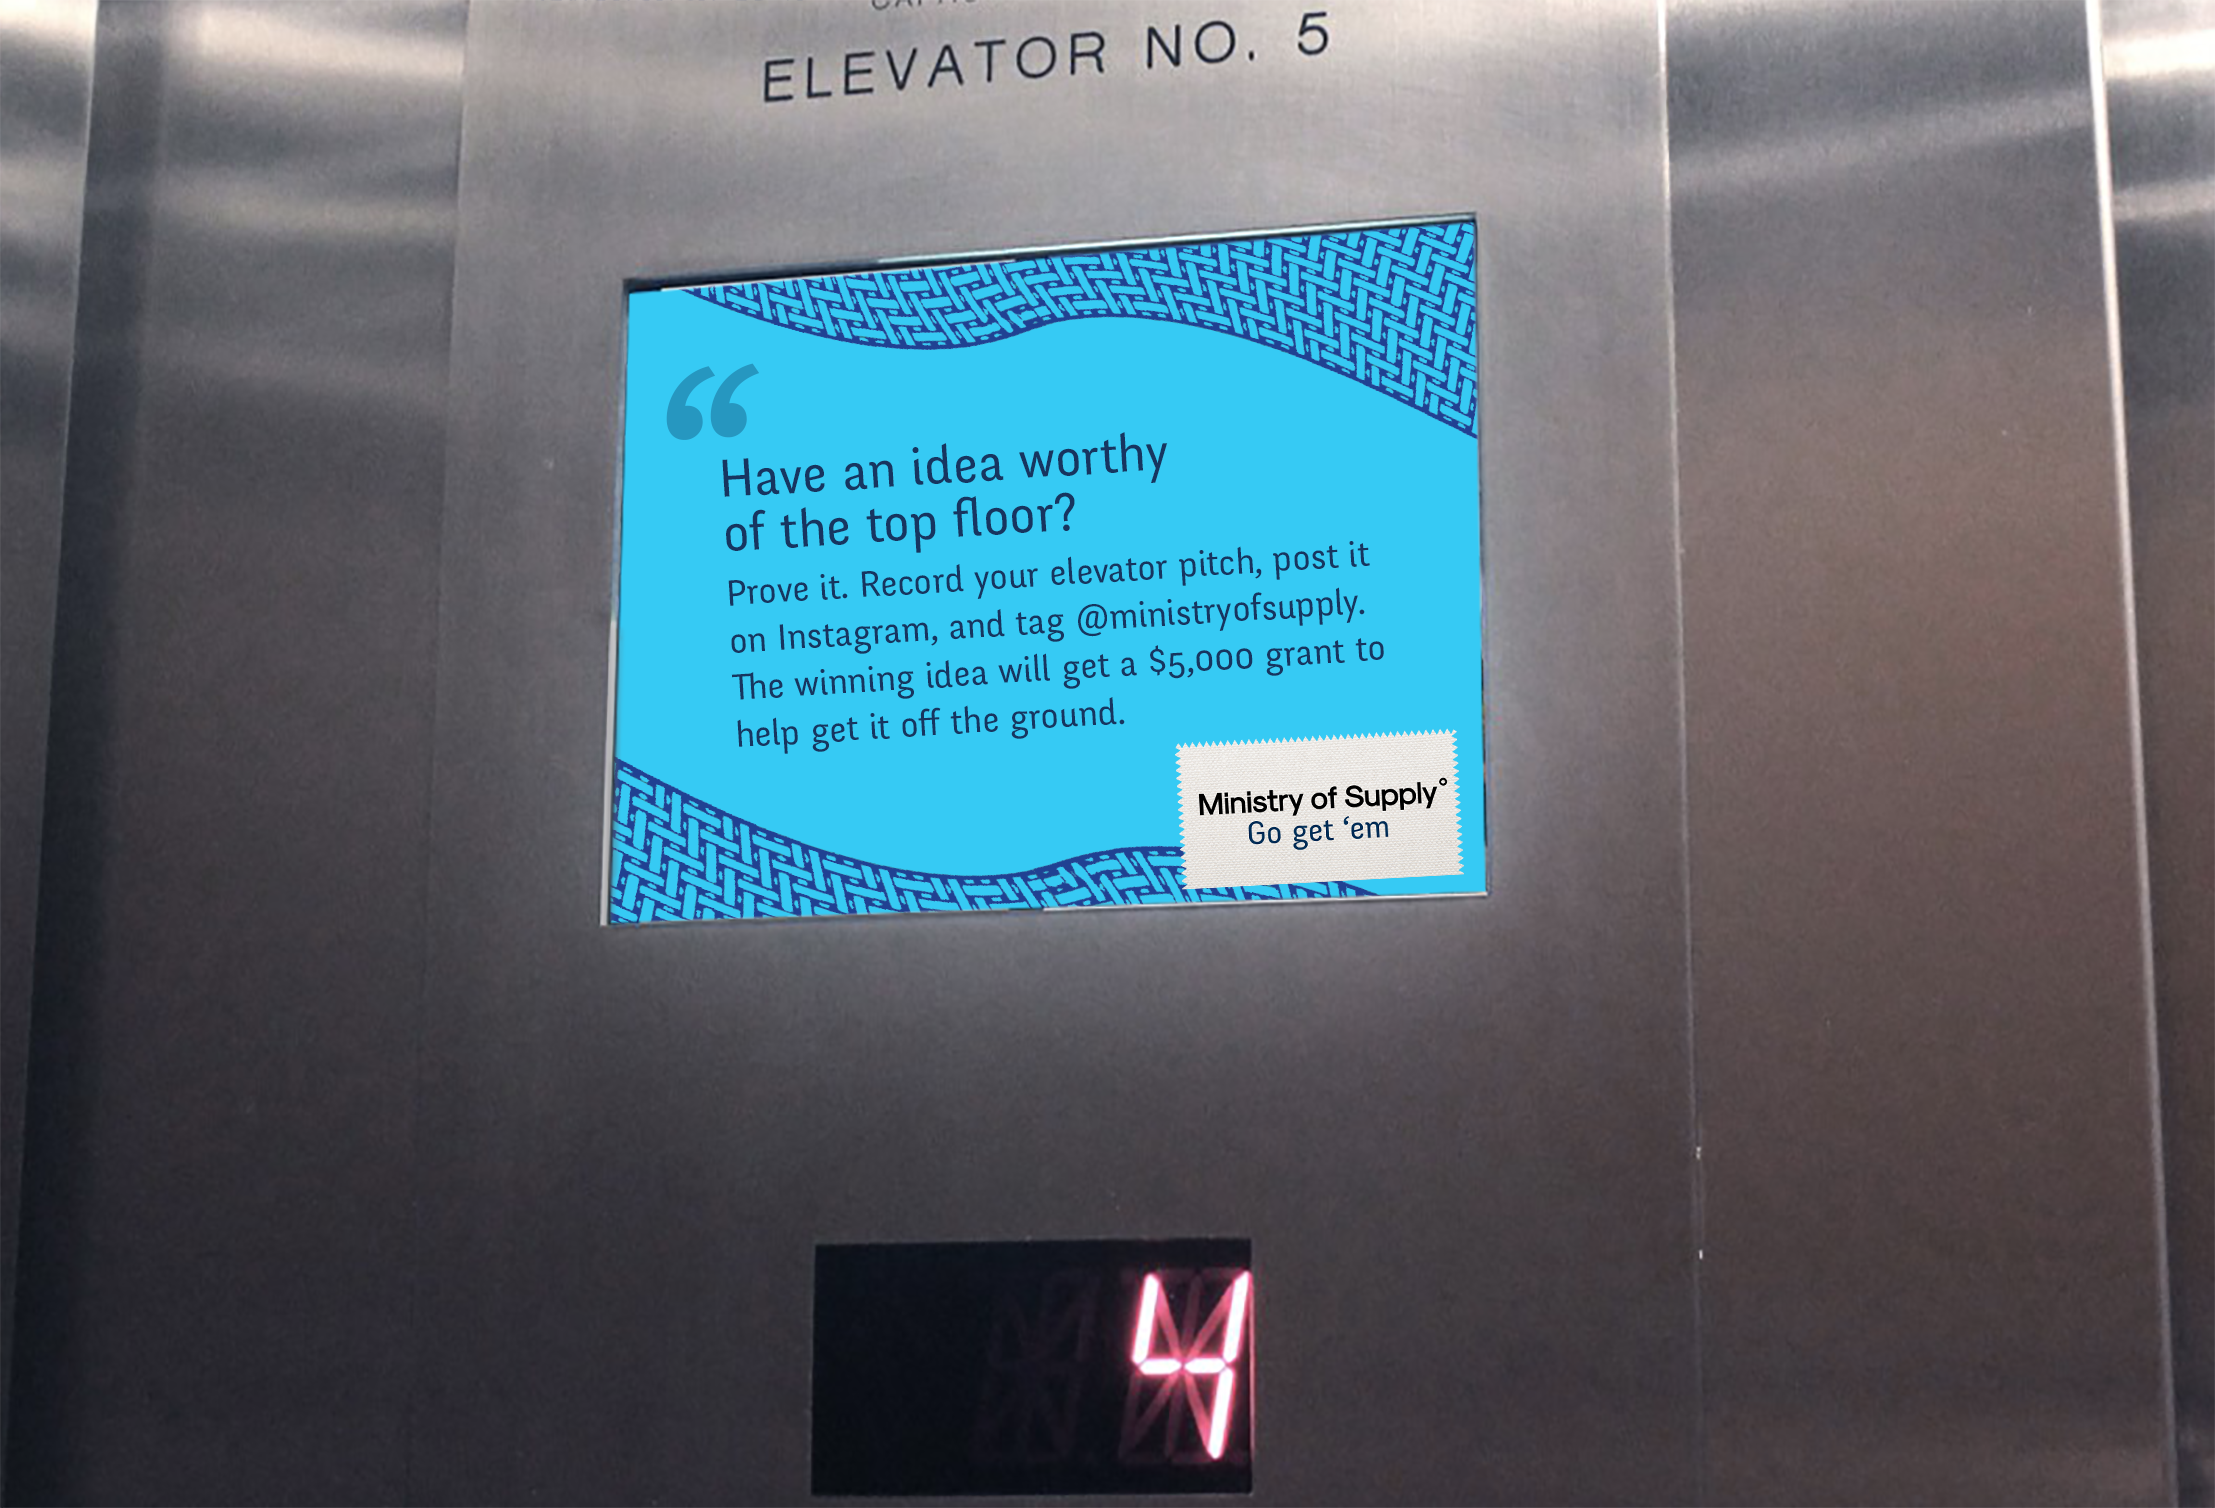 ELEVATOR NO. 5
“
Have an idea worthy
of the top floor?
Prove it. Record your elevator pitch, post it
on Instagram, and tag @ministryofsupply.
The winning idea will get a $5,000 grant to
help get it off the ground.
Ministry of Supply°
Go get ‘em
4